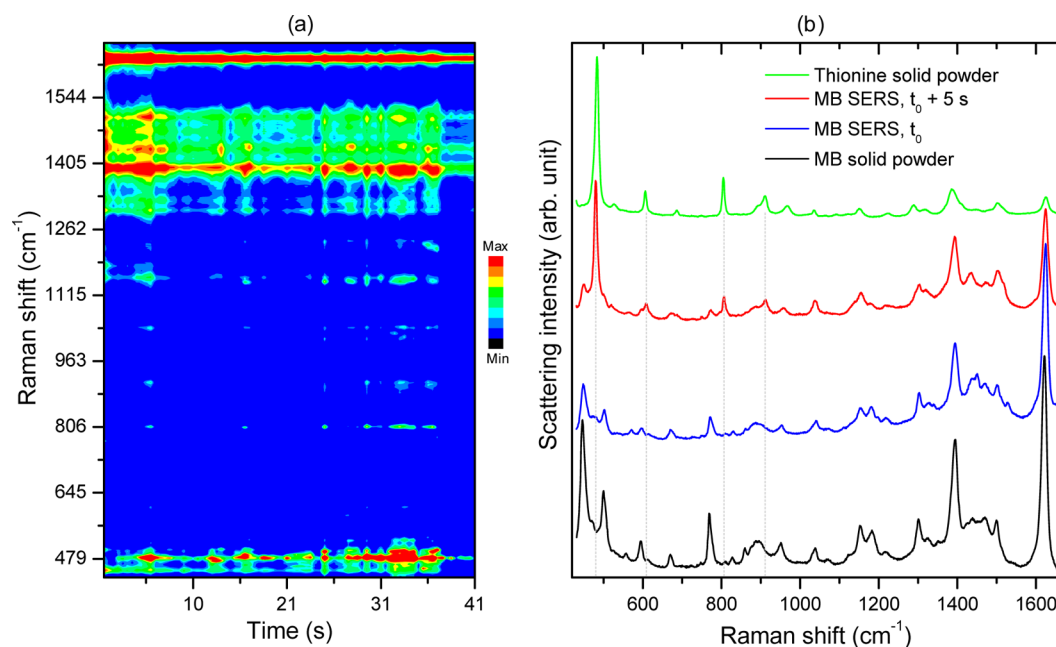 (a)
(b)
1544
1405
1262
1115
963
806
645
479
Raman shift (cm⁻¹)
10
21
31
41
Time (s)
Max
Min
Thionine solid powder
MB SERS, t₀ + 5 s
MB SERS, t₀
MB solid powder
Scattering intensity (arb. unit)
600
800
1000
1200
1400
1600
Raman shift (cm⁻¹)